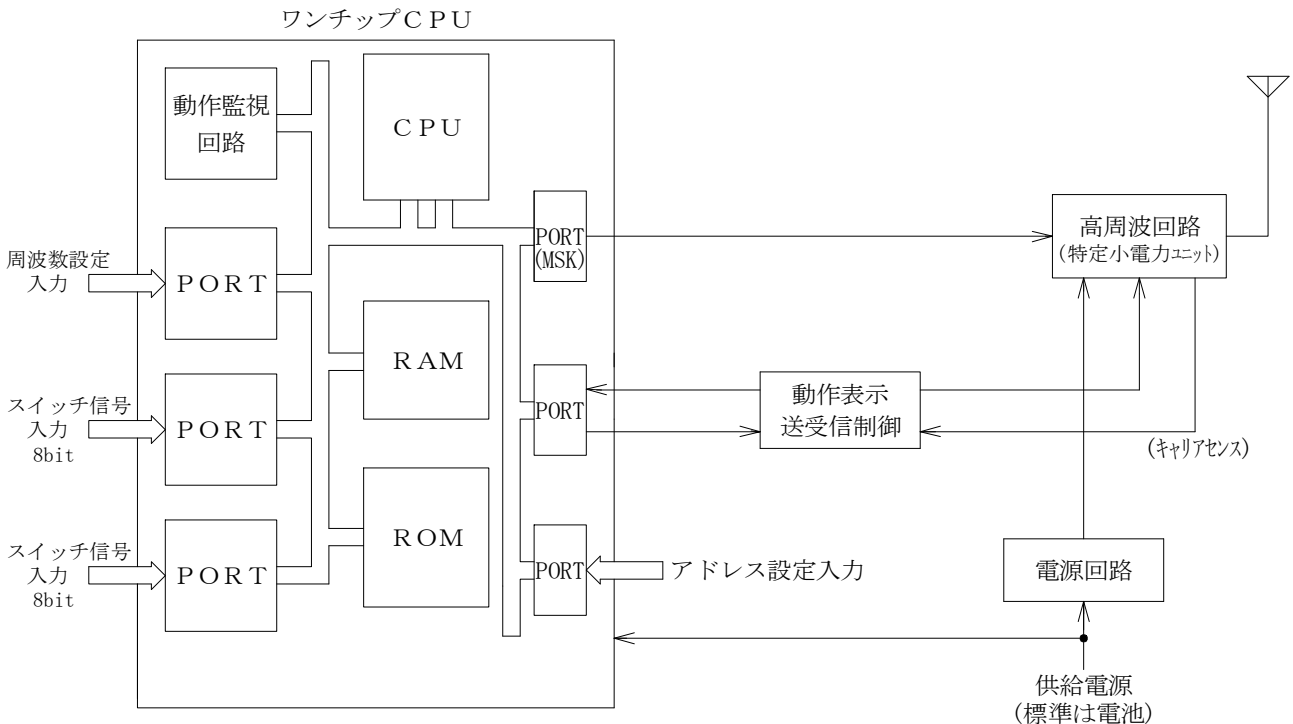 ワンチップＣＰＵ
動作監視
回路
ＣＰＵ
周波数設定
入力
ＰＯＲＴ
PORT
(MSK)
高周波回路
(特定小電力ﾕﾆｯﾄ)
ＲＡＭ
スイッチ信号
入力
8bit
ＰＯＲＴ
PORT
動作表示
送受信制御
(ｷｬﾘｱｾﾝｽ)
ＲＯＭ
スイッチ信号
入力
8bit
ＰＯＲＴ
PORT
アドレス設定入力
電源回路
供給電源
(標準は電池)